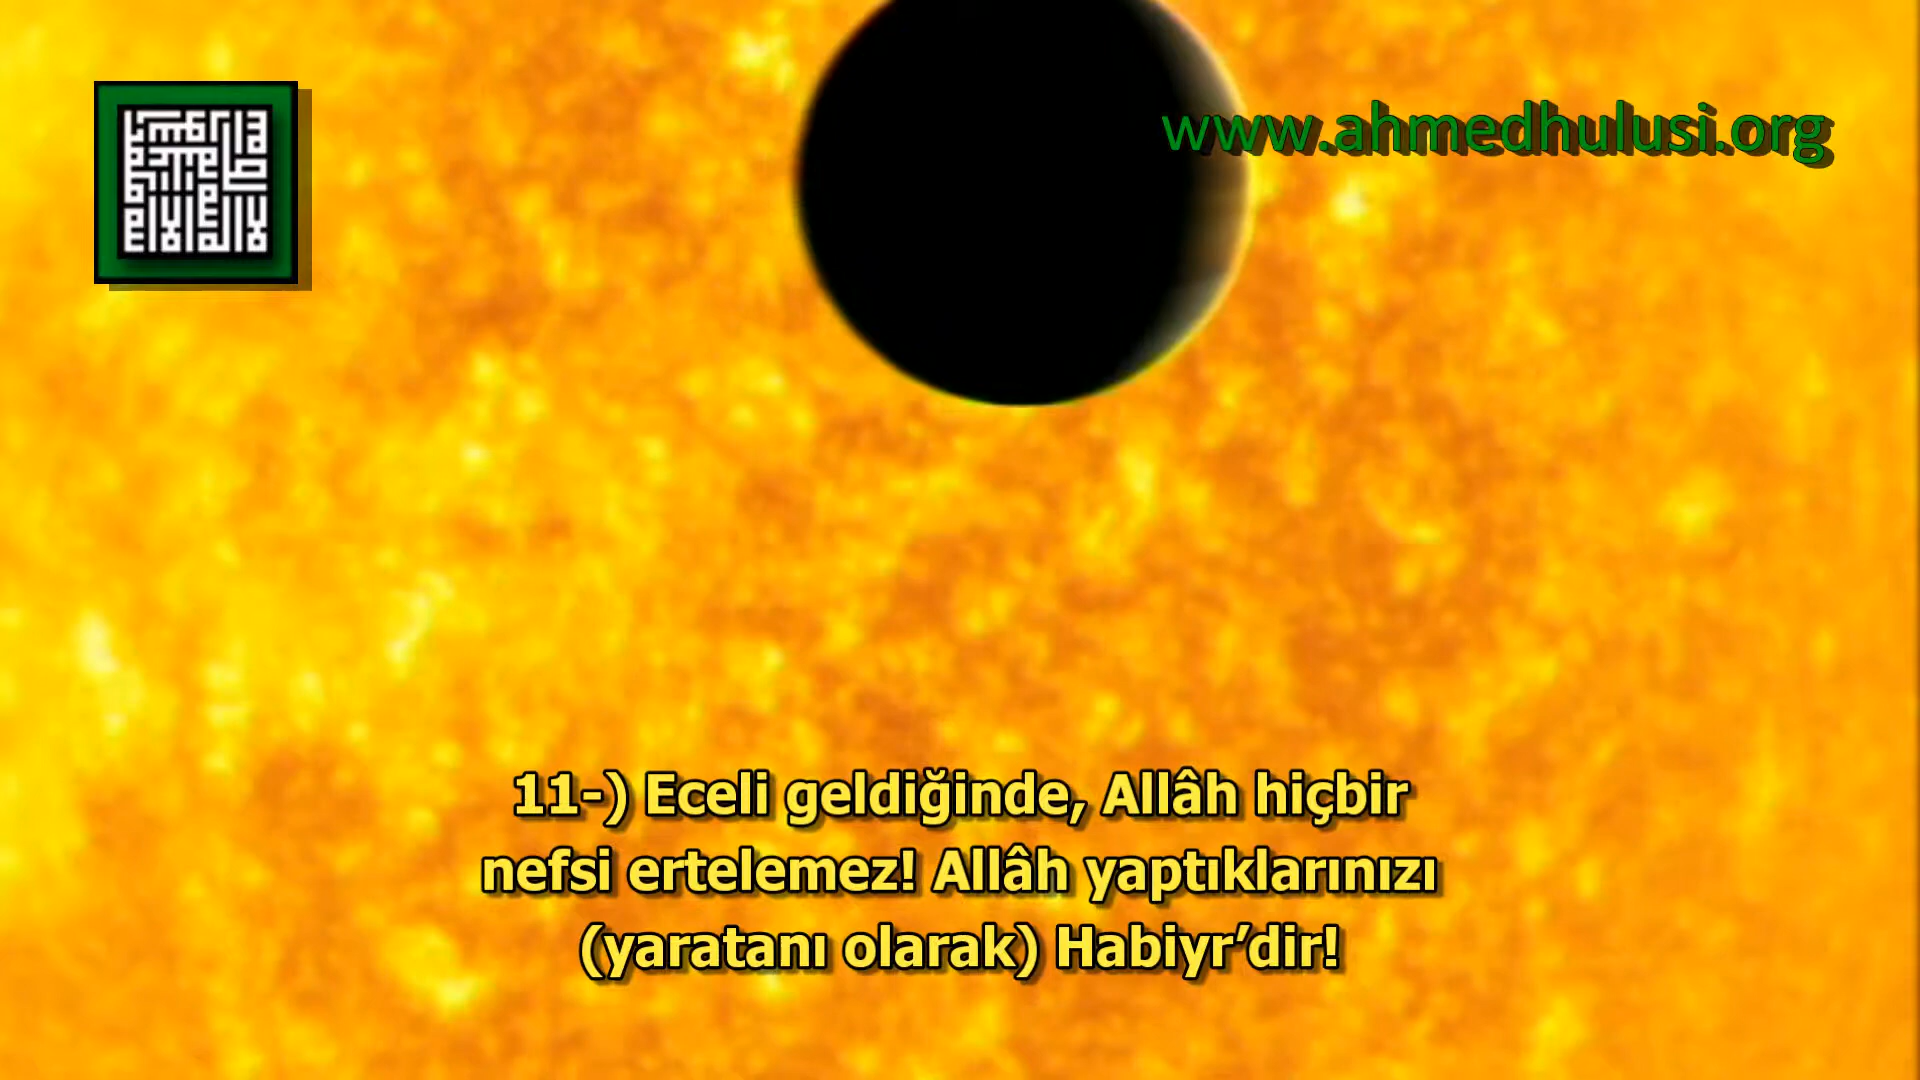 www.ahmedhulusi.org
11-) Eceli geldiğinde, Allâh hiçbir
nefsi ertelemez! Allâh yaptıklarınızı
(yaratanı olarak) Habiyr’dir!